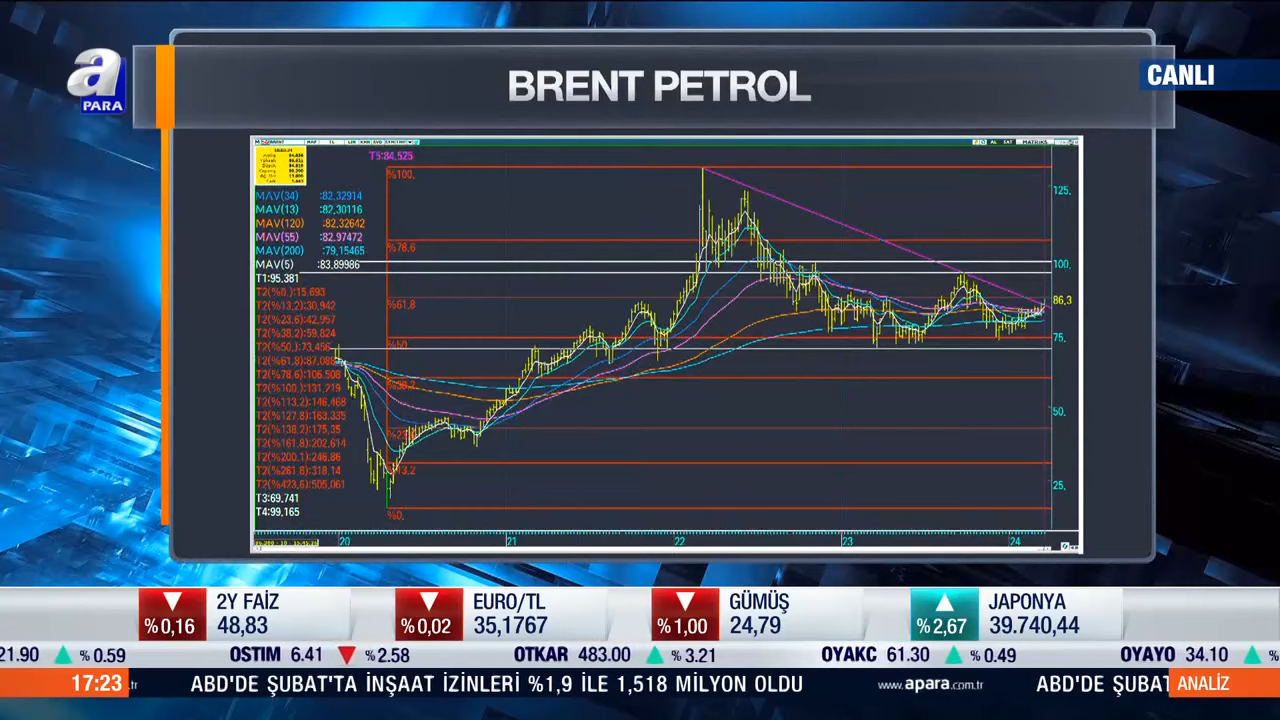 a
PARA
BRENT PETROL
CANLI
MATRIKS
T5:84,525
MAV(34) :82,32914
MAV(13) :82,30116
MAV(120) :82,32642
MAV(55) :82,97472
MAV(200) :79,15465
MAV(5) :83,89986
T1:95,381
T2(%0,):15,693
T2(%13,2):30,942
T2(%23,6):42,957
T2(%38,2):59,824
T2(%50,):73,456
T2(%61,8):87,088
T2(%78,6):106,508
T2(%100,):131,219
T2(%113,2):146,468
T2(%127,8):163,335
T2(%138,2):175,35
T2(%161,8):202,614
T2(%200,1):246,86
T2(%261,8):318,14
T2(%423,6):505,061
T3:69,741
T4:99,165
%100,
%78,6
%61,8
%50,
%38,2
%13,2
%0,
125,
100,
86,3
75,
50,
25,
20 21 22 23 24
%0,16 2Y FAİZ 48,83
%0,02 EURO/TL 35,1767
%1,00 GÜMÜŞ 24,79
%2,67 JAPONYA 39.740,44
21.90 %0.59 OSTIM 6.41 %2.58 OTKAR 483.00 %3.21 OYAKC 61.30 %0.49 OYAYO 34.10 %
17:23 .tr ABD'DE ŞUBAT'TA İNŞAAT İZİNLERİ %1,9 İLE 1,518 MİLYON OLDU www.apara.com.tr ABD'DE ŞUBAT ANALİZ